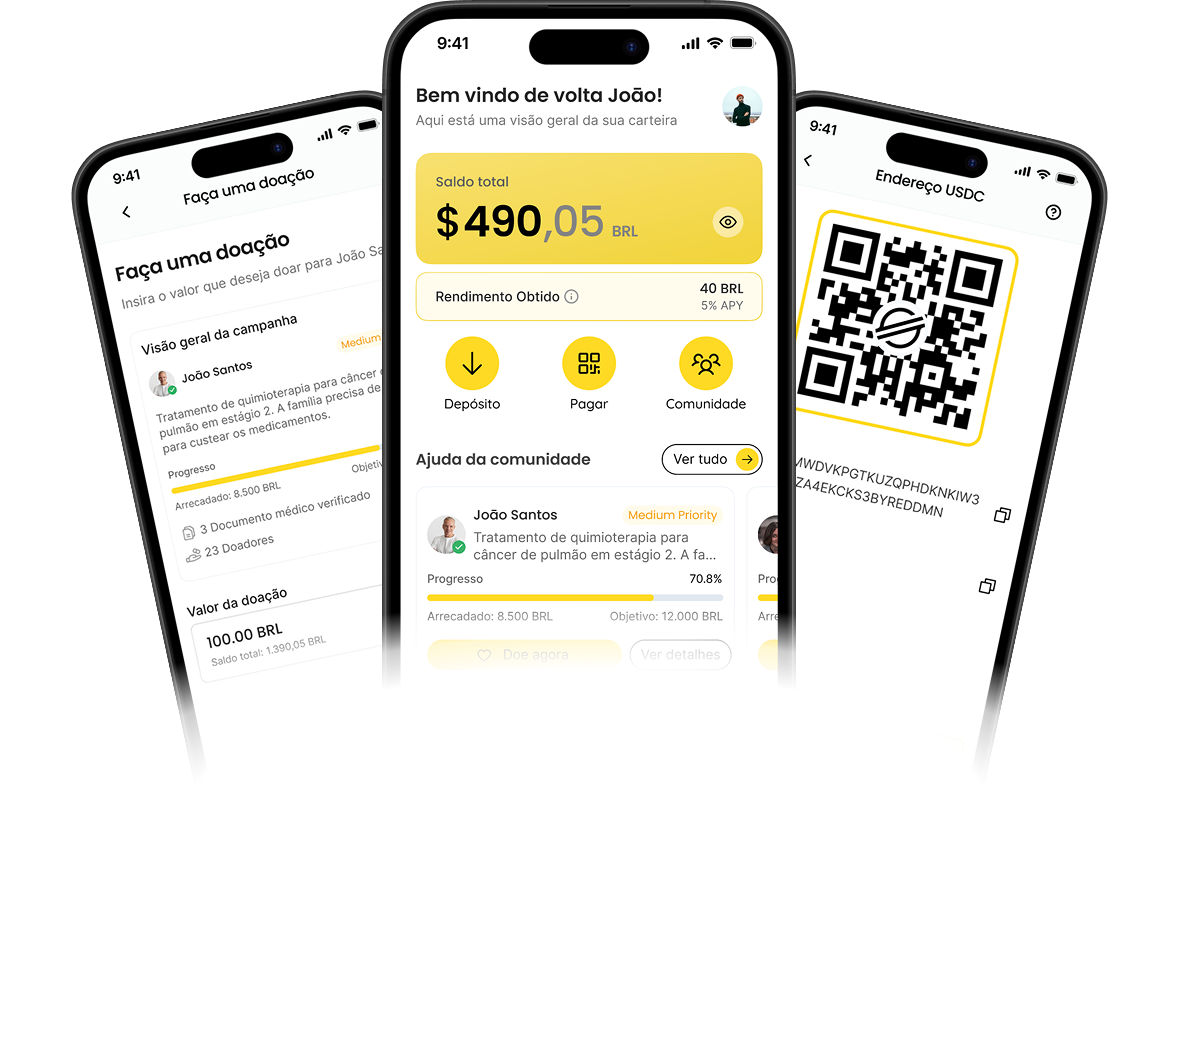 9:41
Faça uma doação
Faça uma doação
Insira o valor que deseja doar para João Sa
Visão geral da campanha
Medium
João Santos
Tratamento de quimioterapia para câncer
pulmão em estágio 2. A família precisa de
para custear os medicamentos.
Progresso
Arrecadado: 8.500 BRL
Objetiv
3 Documento médico verificado
23 Doadores
Valor da doação
100.00 BRL
Saldo total: 1.390,05 BRL
9:41
Bem vindo de volta João!
Aqui está uma visão geral da sua carteira
Saldo total
$490,05 BRL
Rendimento Obtido
40 BRL
5% APY
Depósito
Pagar
Comunidade
Ajuda da comunidade
Ver tudo
João Santos
Medium Priority
Tratamento de quimioterapia para
câncer de pulmão em estágio 2. A fa...
Progresso
70.8%
Arrecadado: 8.500 BRL
Objetivo: 12.000 BRL
Doe agora
Ver detalhes
Pro
Arre
9:41
Endereço USDC
MWDVKPGTKUZQPHDKNKIW3
ZA4EKCKS3BYREDDMN